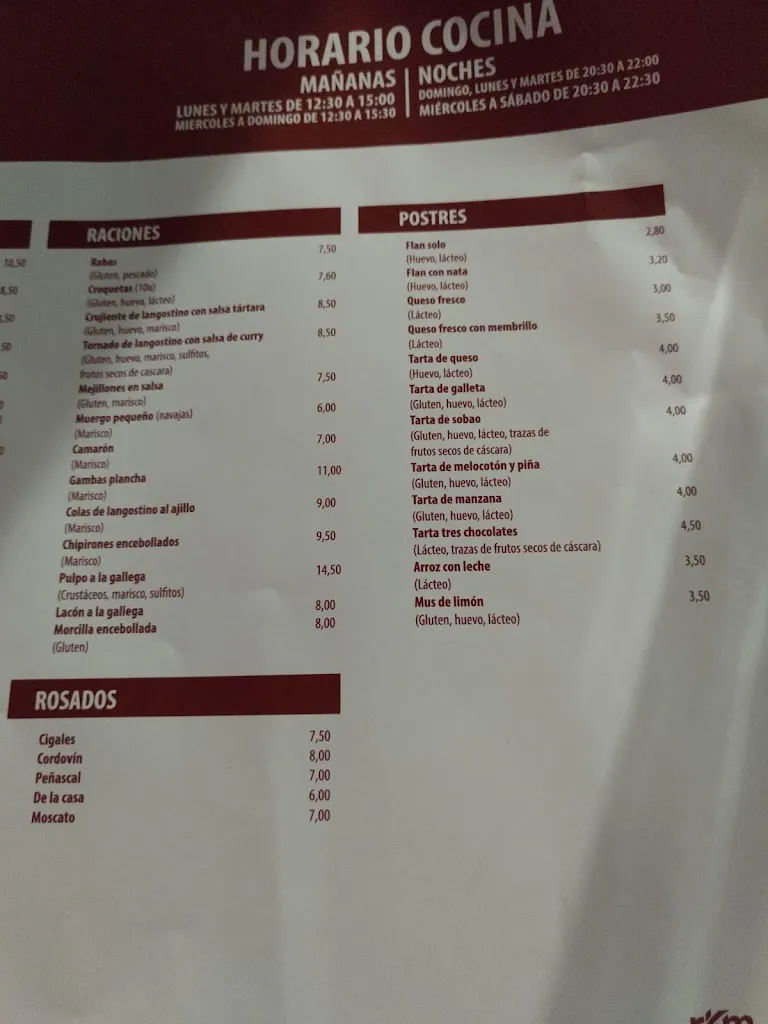 HORARIO COCINA
MAÑANAS
LUNES Y MARTES DE 12:30 A 15:00
MIERCOLES A DOMINGO DE 12:30 A 15:30
NOCHES
DOMINGO, LUNES Y MARTES DE 20:30 A 22:00
MIÉRCOLES A SÁBADO DE 20:30 A 22:30
10,50
8,50
,50
50
50
0
0
RACIONES
Rabas 7,50
(Gluten, pescado)
Croquetas (10u) 7,60
(Gluten, huevo, lácteo)
Crujiente de langostino con salsa tártara 8,50
(Gluten, huevo, marisco)
Tornado de langostino con salsa de curry 8,50
(Gluten, huevo, marisco, sulfitos,
frutos secos de cascara)
Mejillones en salsa 7,50
(Gluten, marisco)
Muergo pequeño (navajas) 6,00
(Marisco)
Camarón 7,00
(Marisco)
Gambas plancha 11,00
(Marisco)
Colas de langostino al ajillo 9,00
(Marisco)
Chipirones encebollados 9,50
(Marisco)
Pulpo a la gallega 14,50
(Crustáceos, marisco, sulfitos)
Lacón a la gallega 8,00
Morcilla encebollada 8,00
(Gluten)
POSTRES
Flan solo 2,80
(Huevo, lácteo)
Flan con nata 3,20
(Huevo, lácteo)
Queso fresco 3,00
(Lácteo)
Queso fresco con membrillo 3,50
(Lácteo)
Tarta de queso 4,00
(Huevo, lácteo)
Tarta de galleta 4,00
(Gluten, huevo, lácteo)
Tarta de sobao 4,00
(Gluten, huevo, lácteo, trazas de
frutos secos de cáscara)
Tarta de melocotón y piña 4,00
(Gluten, huevo, lácteo)
Tarta de manzana 4,00
(Gluten, huevo, lácteo)
Tarta tres chocolates 4,50
(Lácteo, trazas de frutos secos de cáscara)
Arroz con leche 3,50
(Lácteo)
Mus de limón 3,50
(Gluten, huevo, lácteo)
ROSADOS
Cigales 7,50
Cordovín 8,00
Peñascal 7,00
De la casa 6,00
Moscato 7,00